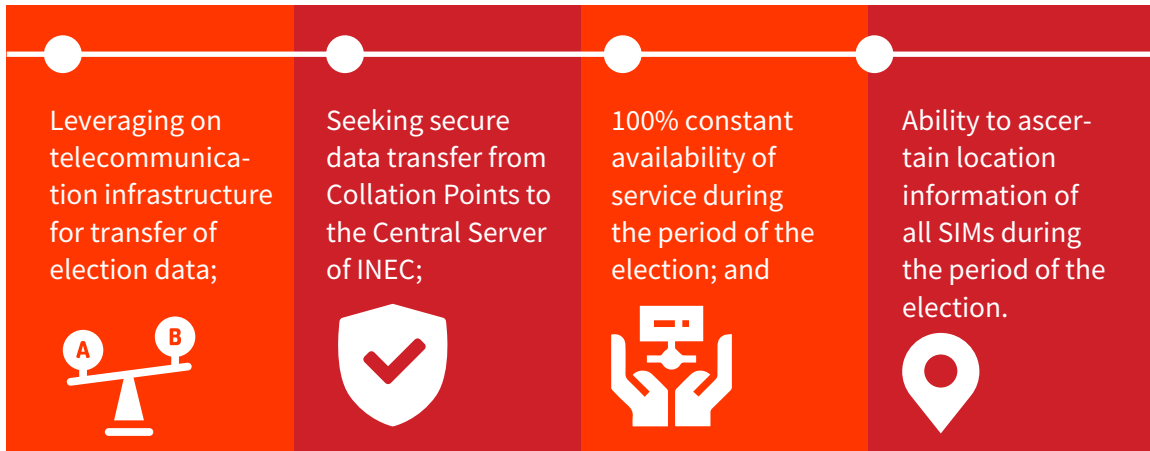 Leveraging on
telecommunica-
tion infrastructure
for transfer of
election data;
A
B
Seeking secure
data transfer from
Collation Points to
the Central Server
of INEC;
100% constant
availability of
service during
the period of the
election; and
Ability to ascer-
tain location
information of
all SIMs during
the period of the
election.